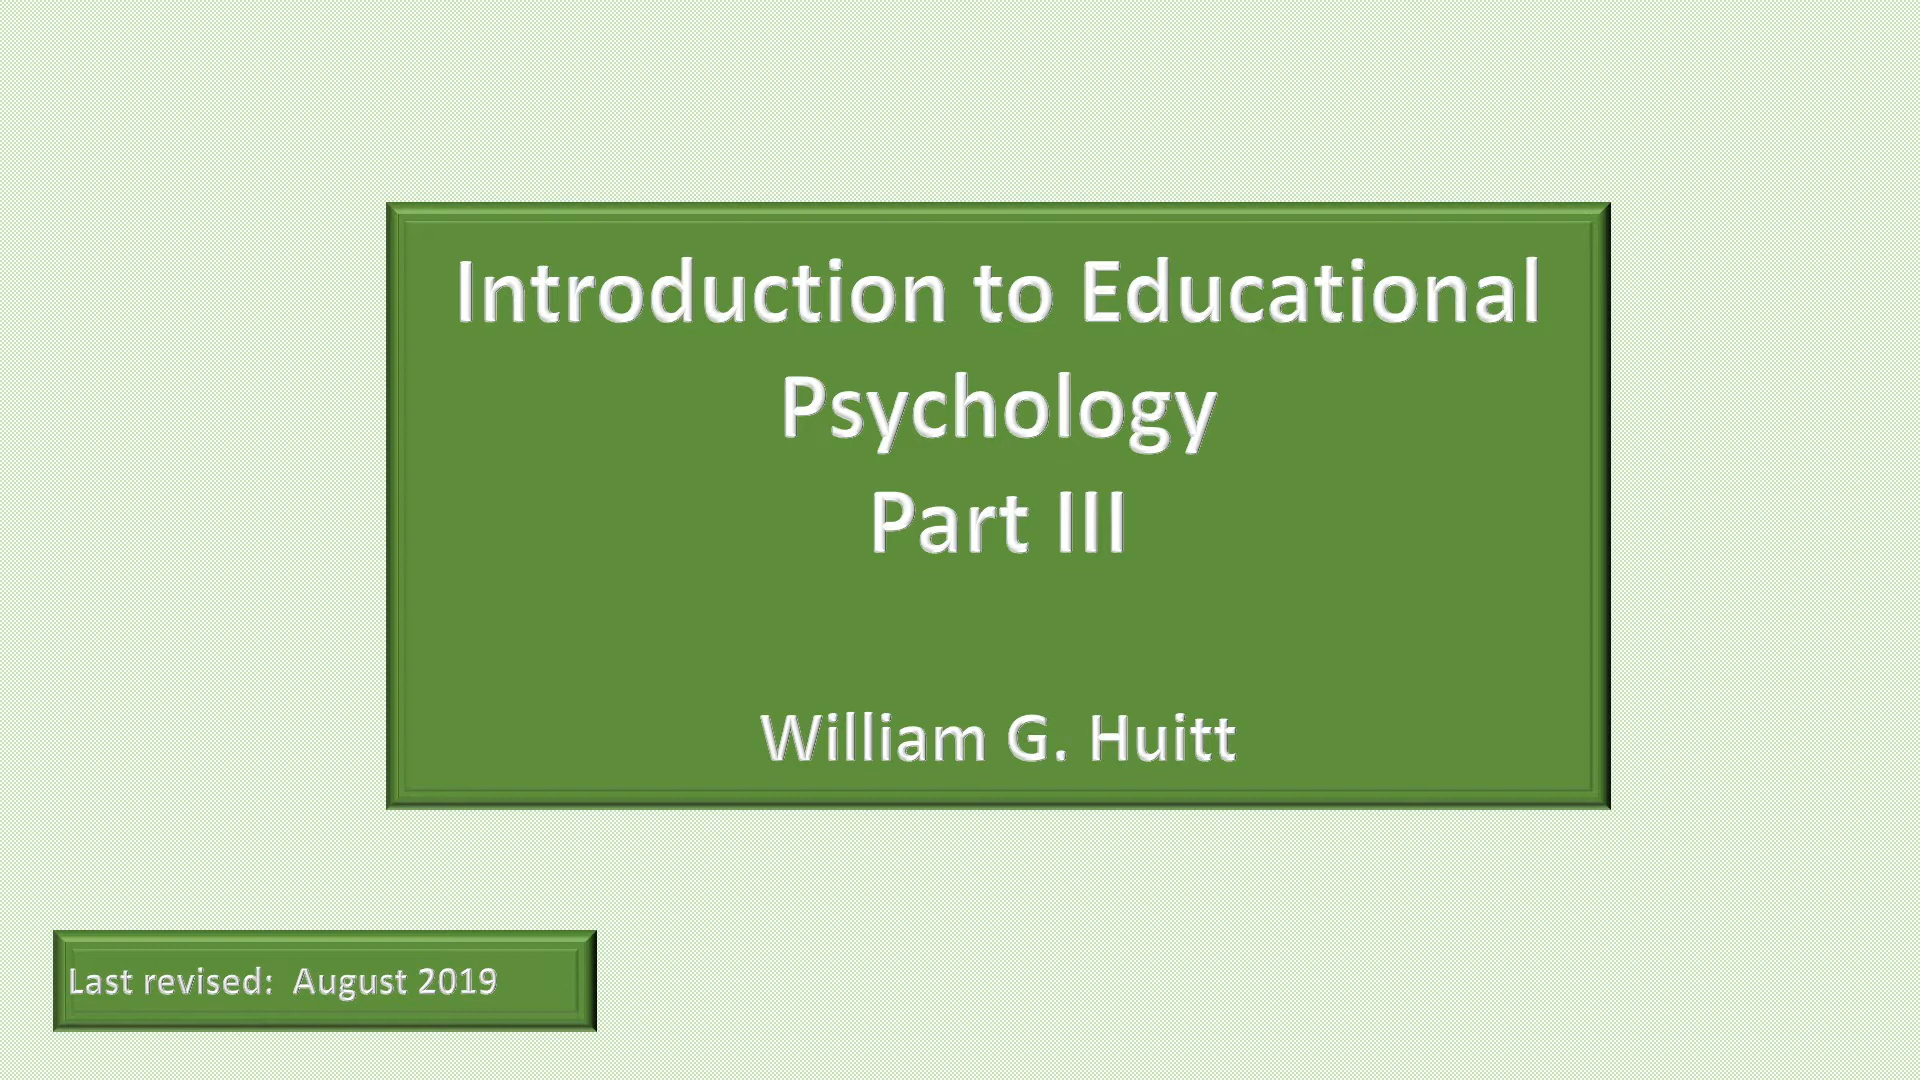 Introduction to Educational
Psychology
Part III
William G. Huitt
Last revised:  August 2019